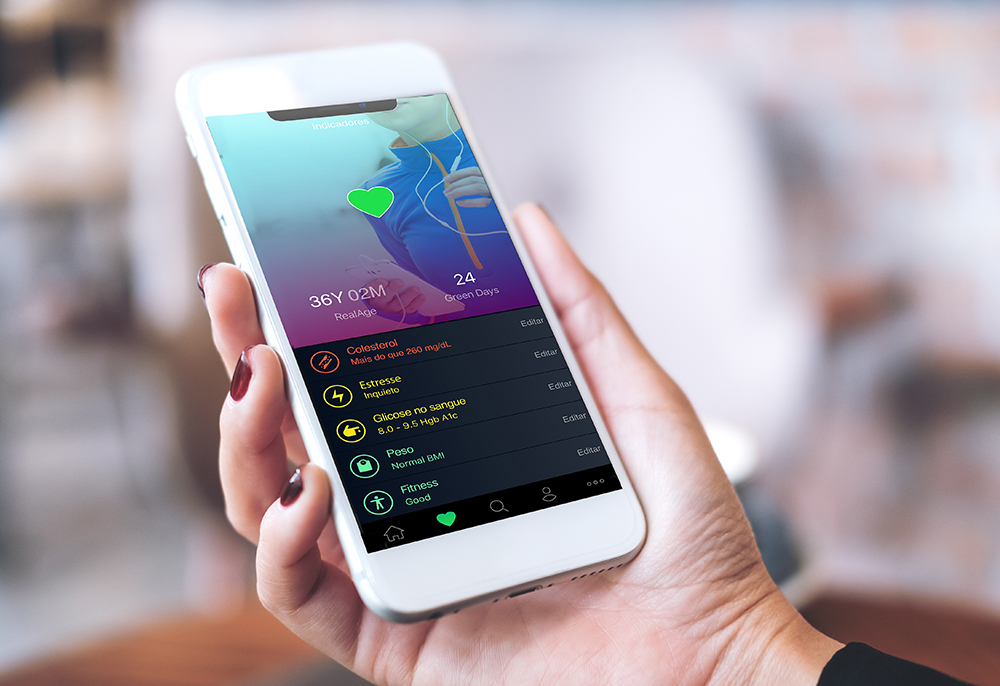 Indicadores
36Y 02M
RealAge
24
Green Days
Colesterol
Mais do que 260 mg/dL
Editar
Estresse
Inquieto
Editar
Glicose no sangue
8.0 - 9.5 Hgb A1c
Editar
Peso
Normal BMI
Editar
Fitness
Good
Editar